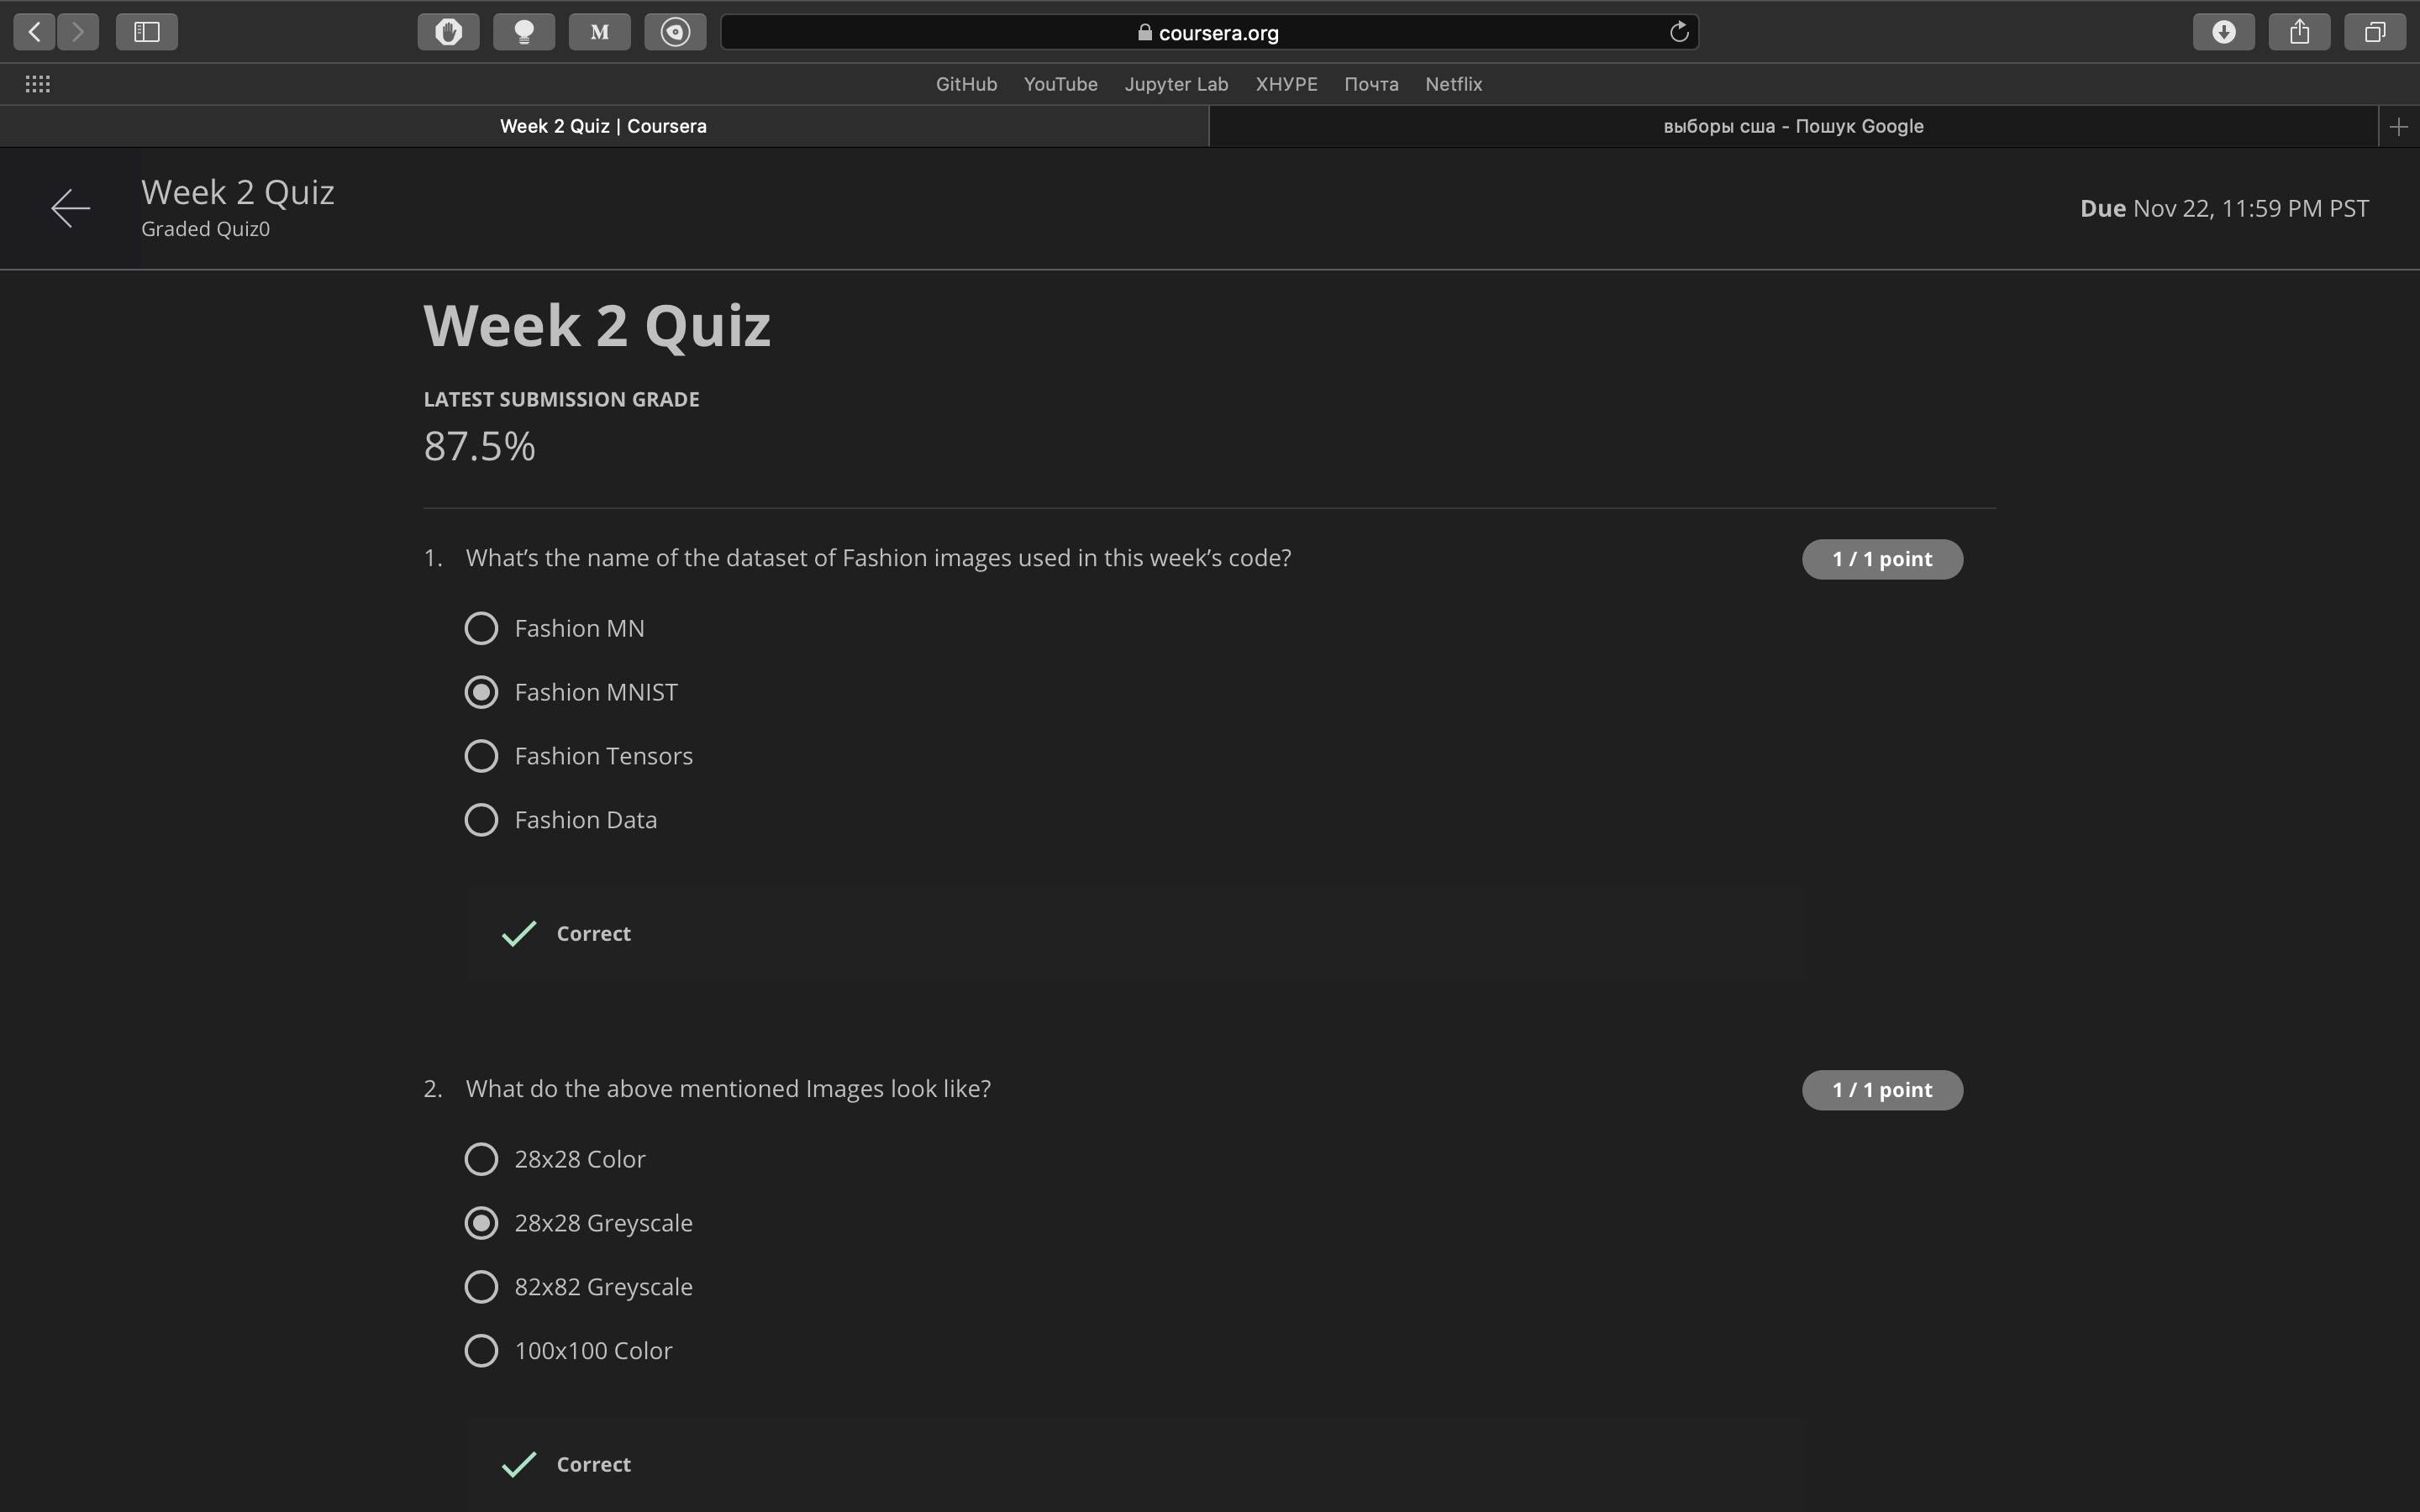 M
coursera.org
GitHub YouTube Jupyter Lab ХНУРЕ Почта Netflix
Week 2 Quiz | Coursera
выборы сша - Пошук Google
Week 2 Quiz
Graded Quiz0
Due Nov 22, 11:59 PM PST
Week 2 Quiz
LATEST SUBMISSION GRADE
87.5%
1. What’s the name of the dataset of Fashion images used in this week’s code?
1 / 1 point
Fashion MN
Fashion MNIST
Fashion Tensors
Fashion Data
Correct
2. What do the above mentioned Images look like?
1 / 1 point
28x28 Color
28x28 Greyscale
82x82 Greyscale
100x100 Color
Correct